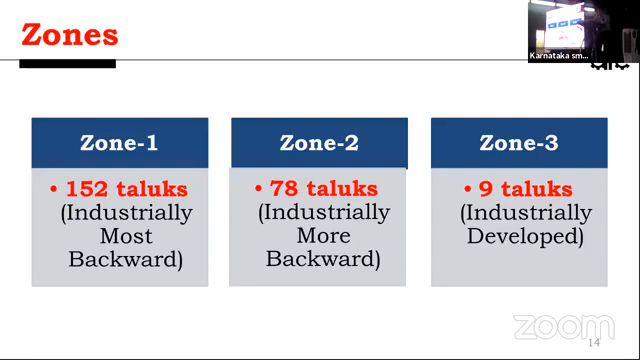 Zones
Karnataka sm...
Zone-1
• 152 taluks
(Industrially
Most
Backward)
Zone-2
• 78 taluks
(Industrially
More
Backward)
Zone-3
• 9 taluks
(Industrially
Developed)
zoom
14